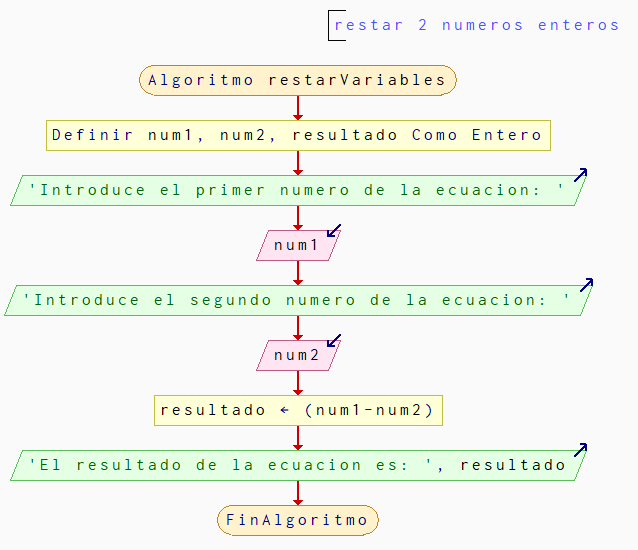 restar 2 numeros enteros
Algoritmo restarVariables
Definir num1, num2, resultado Como Entero
'Introduce el primer numero de la ecuacion: '
num1
'Introduce el segundo numero de la ecuacion: '
num2
resultado ← (num1-num2)
'El resultado de la ecuacion es: ', resultado
FinAlgoritmo